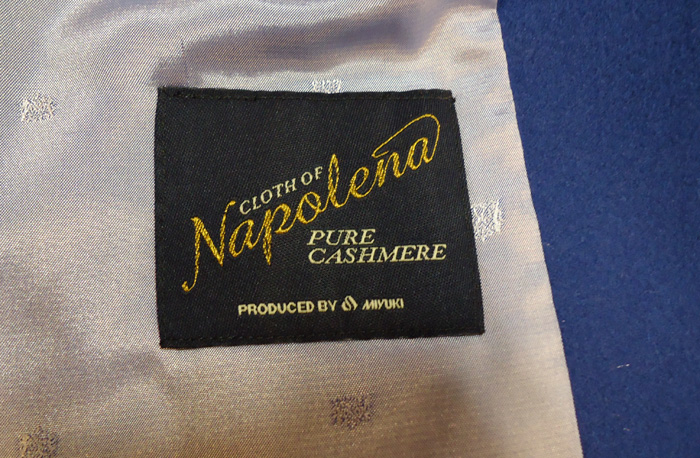 CLOTH OF
Napolena
PURE
CASHMERE
PRODUCED BY MIYUKI